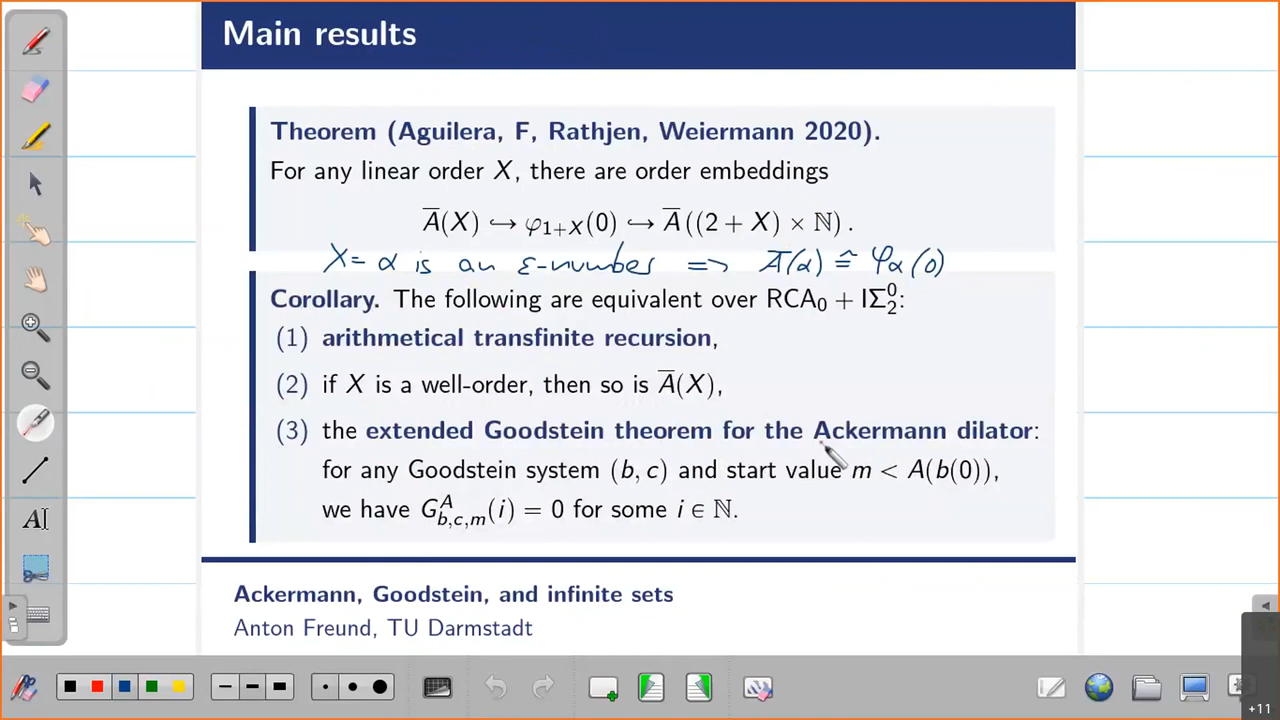 Main results
Theorem (Aguilera, F, Rathjen, Weiermann 2020).
For any linear order X, there are order embeddings
A̅(X) ↪ φ₁₊X(0) ↪ A̅((2 + X) × ℕ).
X = α is an ε-number ⇒ A̅(α) ≅ φα(0)
Corollary. The following are equivalent over RCA₀ + IΣ⁰₂:
(1) arithmetical transfinite recursion,
(2) if X is a well-order, then so is A̅(X),
(3) the extended Goodstein theorem for the Ackermann dilator:
for any Goodstein system (b, c) and start value m < A(b(0)),
we have G^A_{b,c,m}(i) = 0 for some i ∈ ℕ.
Ackermann, Goodstein, and infinite sets
Anton Freund, TU Darmstadt
+11